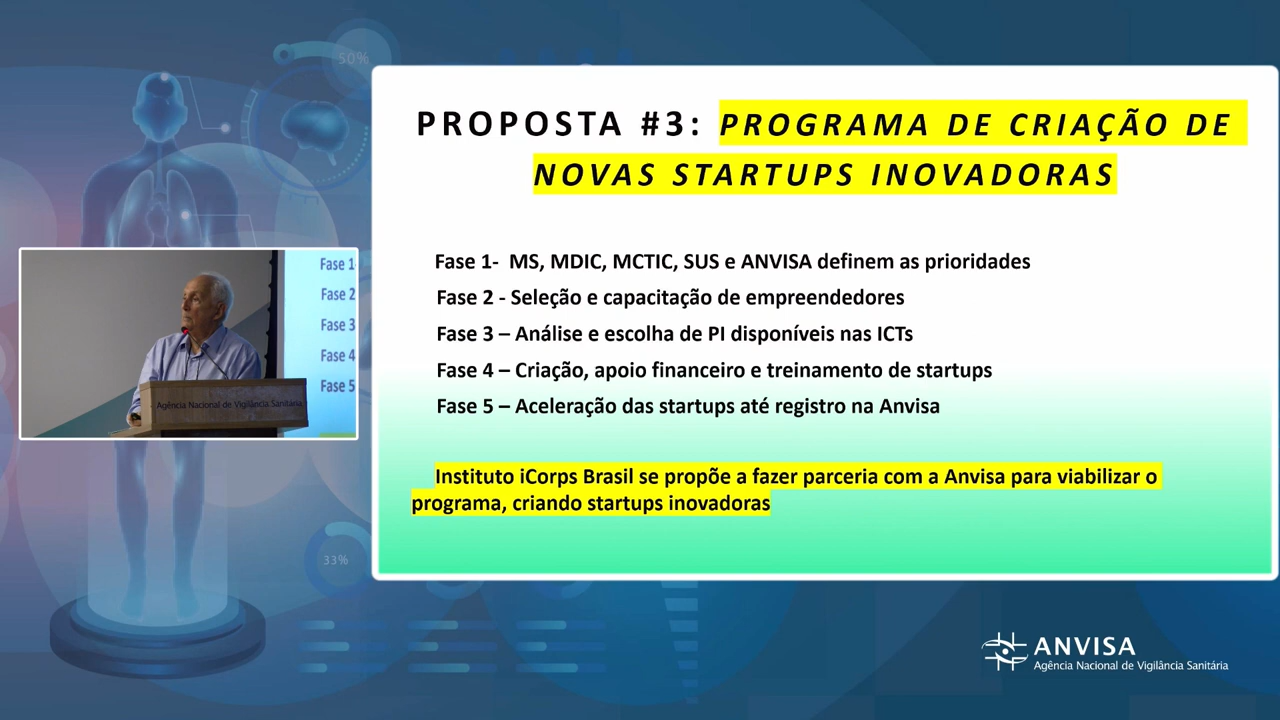 50%
PROPOSTA #3: PROGRAMA DE CRIAÇÃO DE
NOVAS STARTUPS INOVADORAS
Fase 1- MS, MDIC, MCTIC, SUS e ANVISA definem as prioridades
Fase 2 - Seleção e capacitação de empreendedores
Fase 3 – Análise e escolha de PI disponíveis nas ICTs
Fase 4 – Criação, apoio financeiro e treinamento de startups
Fase 5 – Aceleração das startups até registro na Anvisa
Instituto iCorps Brasil se propõe a fazer parceria com a Anvisa para viabilizar o
programa, criando startups inovadoras
Fase 1
Fase 2
Fase 3
Fase 4
Fase 5
Agência Nacional de Vigilância Sanitária
33%
ANVISA
Agência Nacional de Vigilância Sanitária